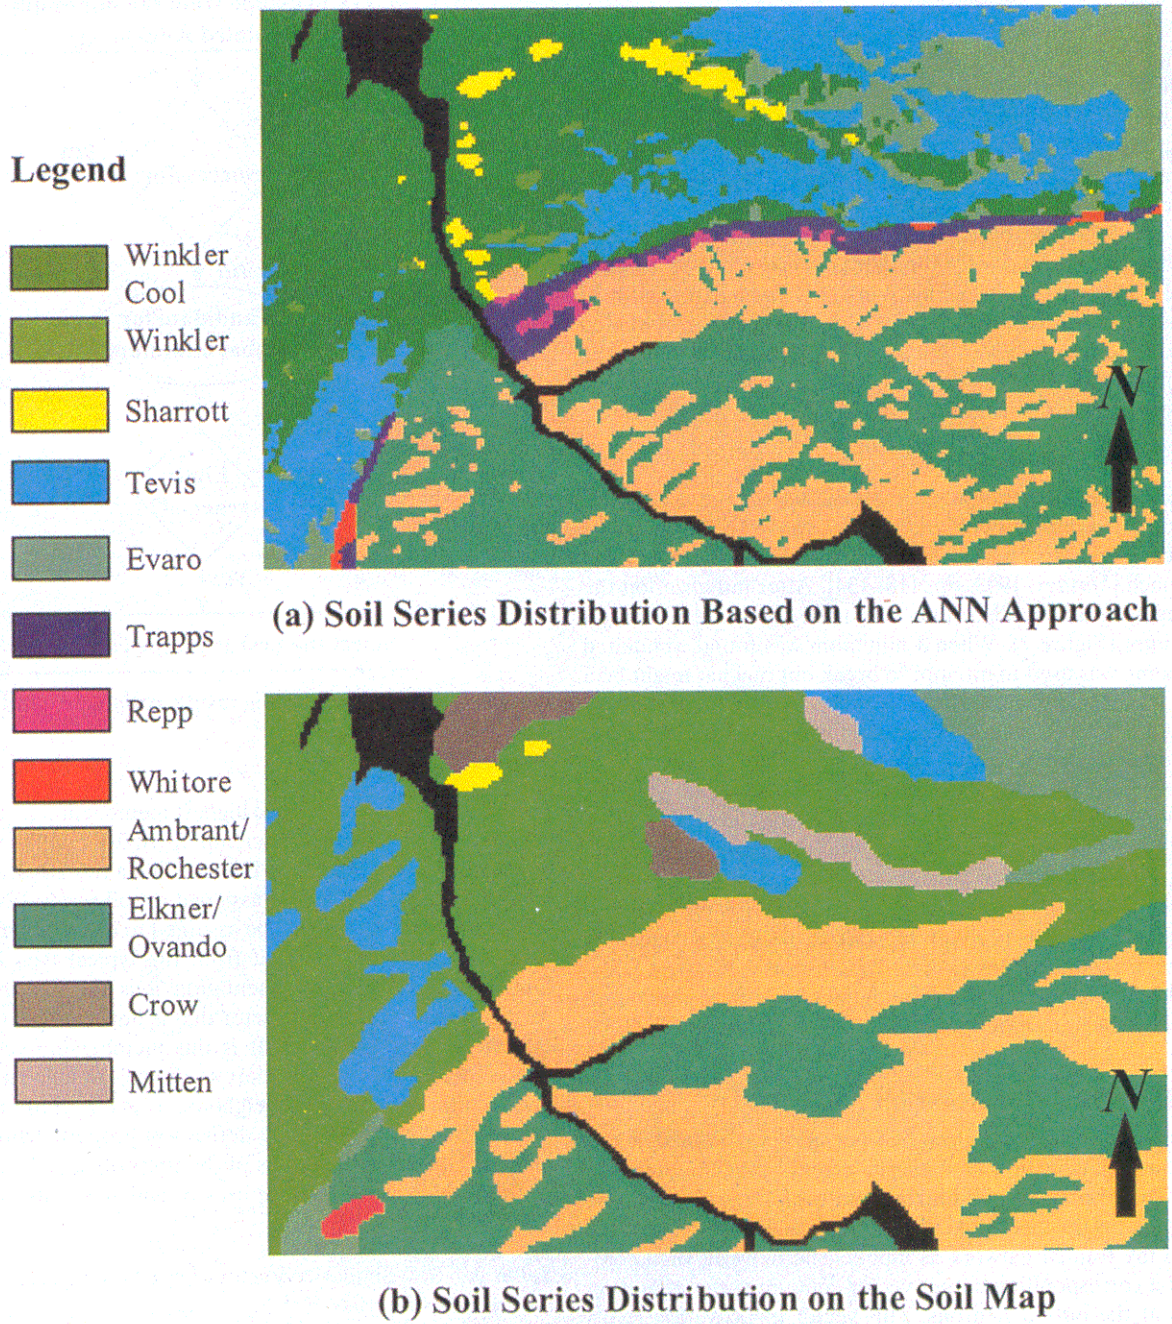 Legend
Winkler
Cool
Winkler
Sharrott
Tevis
Evaro
Trapps
Repp
Whitore
Ambrant/
Rochester
Elkner/
Ovando
Crow
Mitten
N
(a) Soil Series Distribution Based on the ANN Approach
N
(b) Soil Series Distribution on the Soil Map